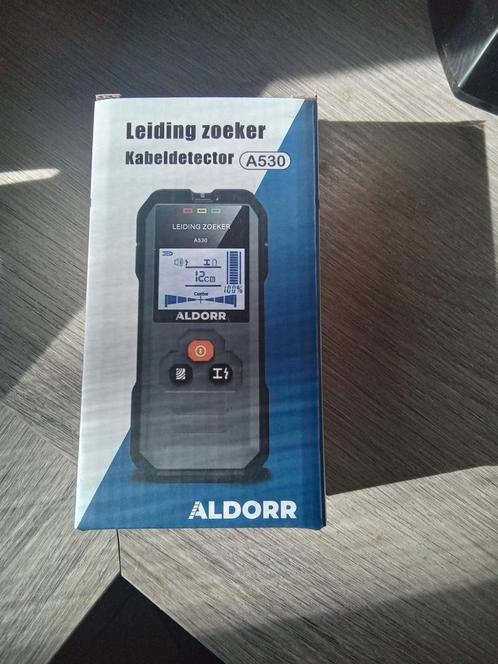 Leiding zoeker
Kabeldetector A530
LEIDING ZOEKER
A530
12cm
100%
Center
ALDORR
ALDORR